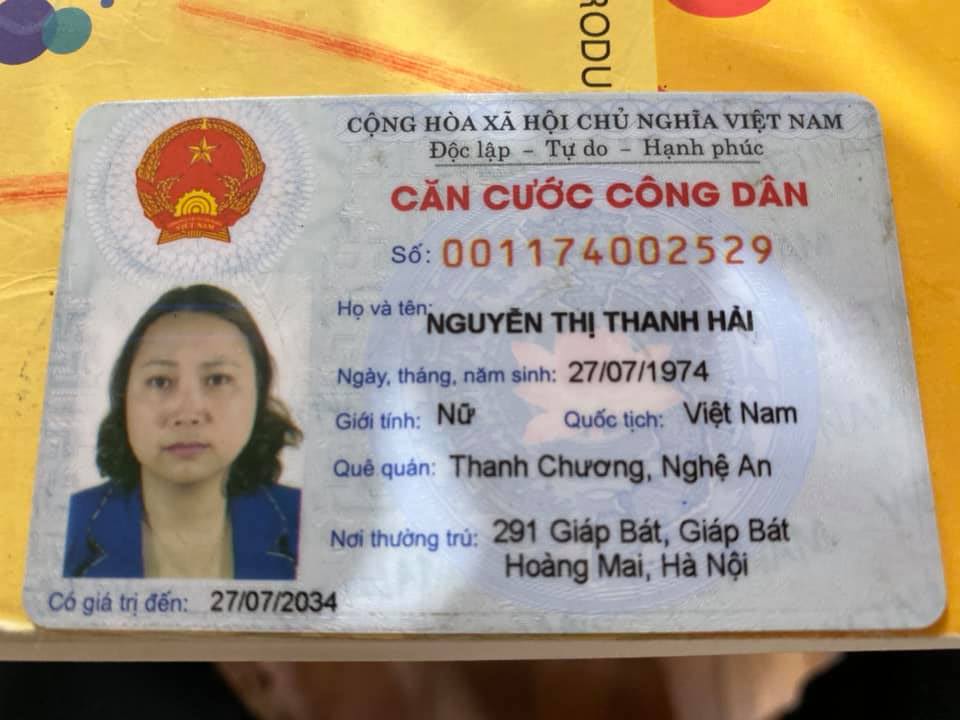 RODU
CỘNG HÒA XÃ HỘI CHỦ NGHĨA VIỆT NAM
Độc lập – Tự do – Hạnh phúc
CĂN CƯỚC CÔNG DÂN
Số: 001174002529
Họ và tên: NGUYỄN THỊ THANH HẢI
Ngày, tháng, năm sinh: 27/07/1974
Giới tính: Nữ Quốc tịch: Việt Nam
Quê quán: Thanh Chương, Nghệ An
Nơi thường trú: 291 Giáp Bát, Giáp Bát
Hoàng Mai, Hà Nội
Có giá trị đến: 27/07/2034